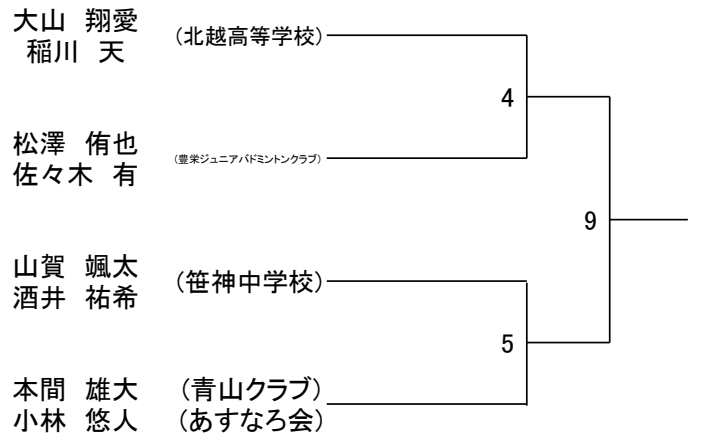 大山 翔愛
稲川 天
(北越高等学校)
4
松澤 侑也
佐々木 有
(豊栄ジュニアバドミントンクラブ)
9
山賀 颯太
酒井 祐希
(笹神中学校)
5
本間 雄大 (青山クラブ)
小林 悠人 (あすなろ会)